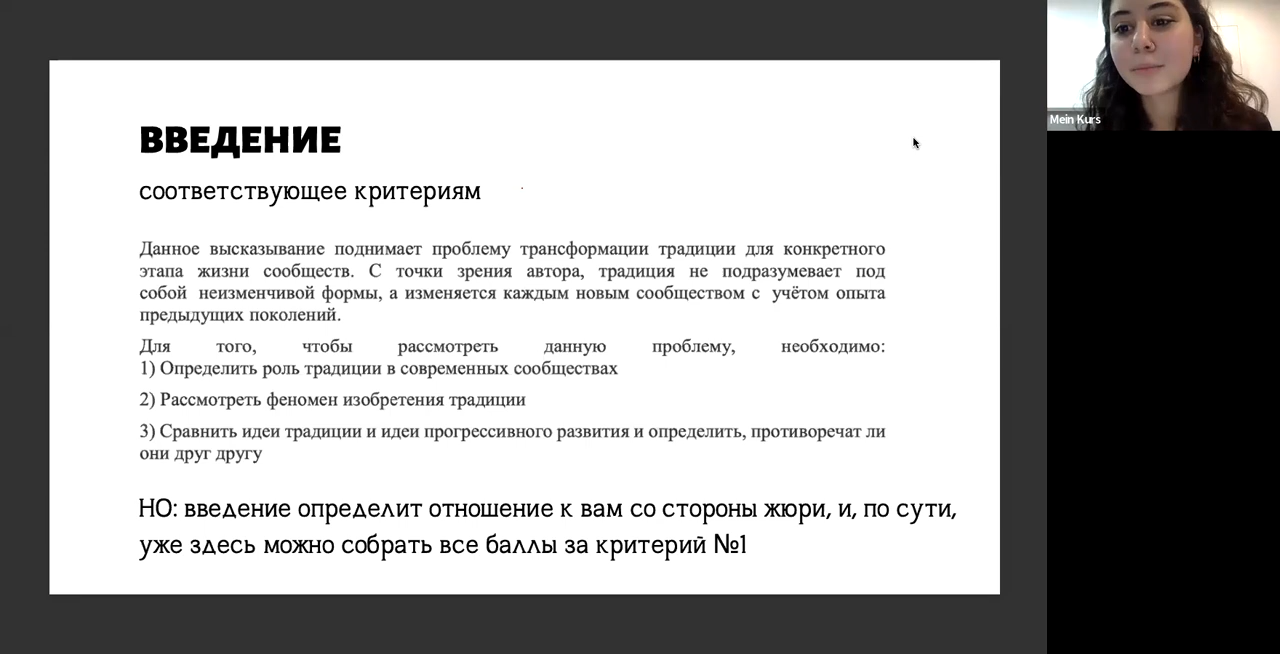 ВВЕДЕНИЕ
соответствующее критериям
Данное высказывание поднимает проблему трансформации традиции для конкретного
этапа жизни сообществ. С точки зрения автора, традиция не подразумевает под
собой неизменчивой формы, а изменяется каждым новым сообществом с учётом опыта
предыдущих поколений.
Для того, чтобы рассмотреть данную проблему, необходимо:
1) Определить роль традиции в современных сообществах
2) Рассмотреть феномен изобретения традиции
3) Сравнить идеи традиции и идеи прогрессивного развития и определить, противоречат ли
они друг другу
НО: введение определит отношение к вам со стороны жюри, и, по сути,
уже здесь можно собрать все баллы за критерий №1
Mein Kurs